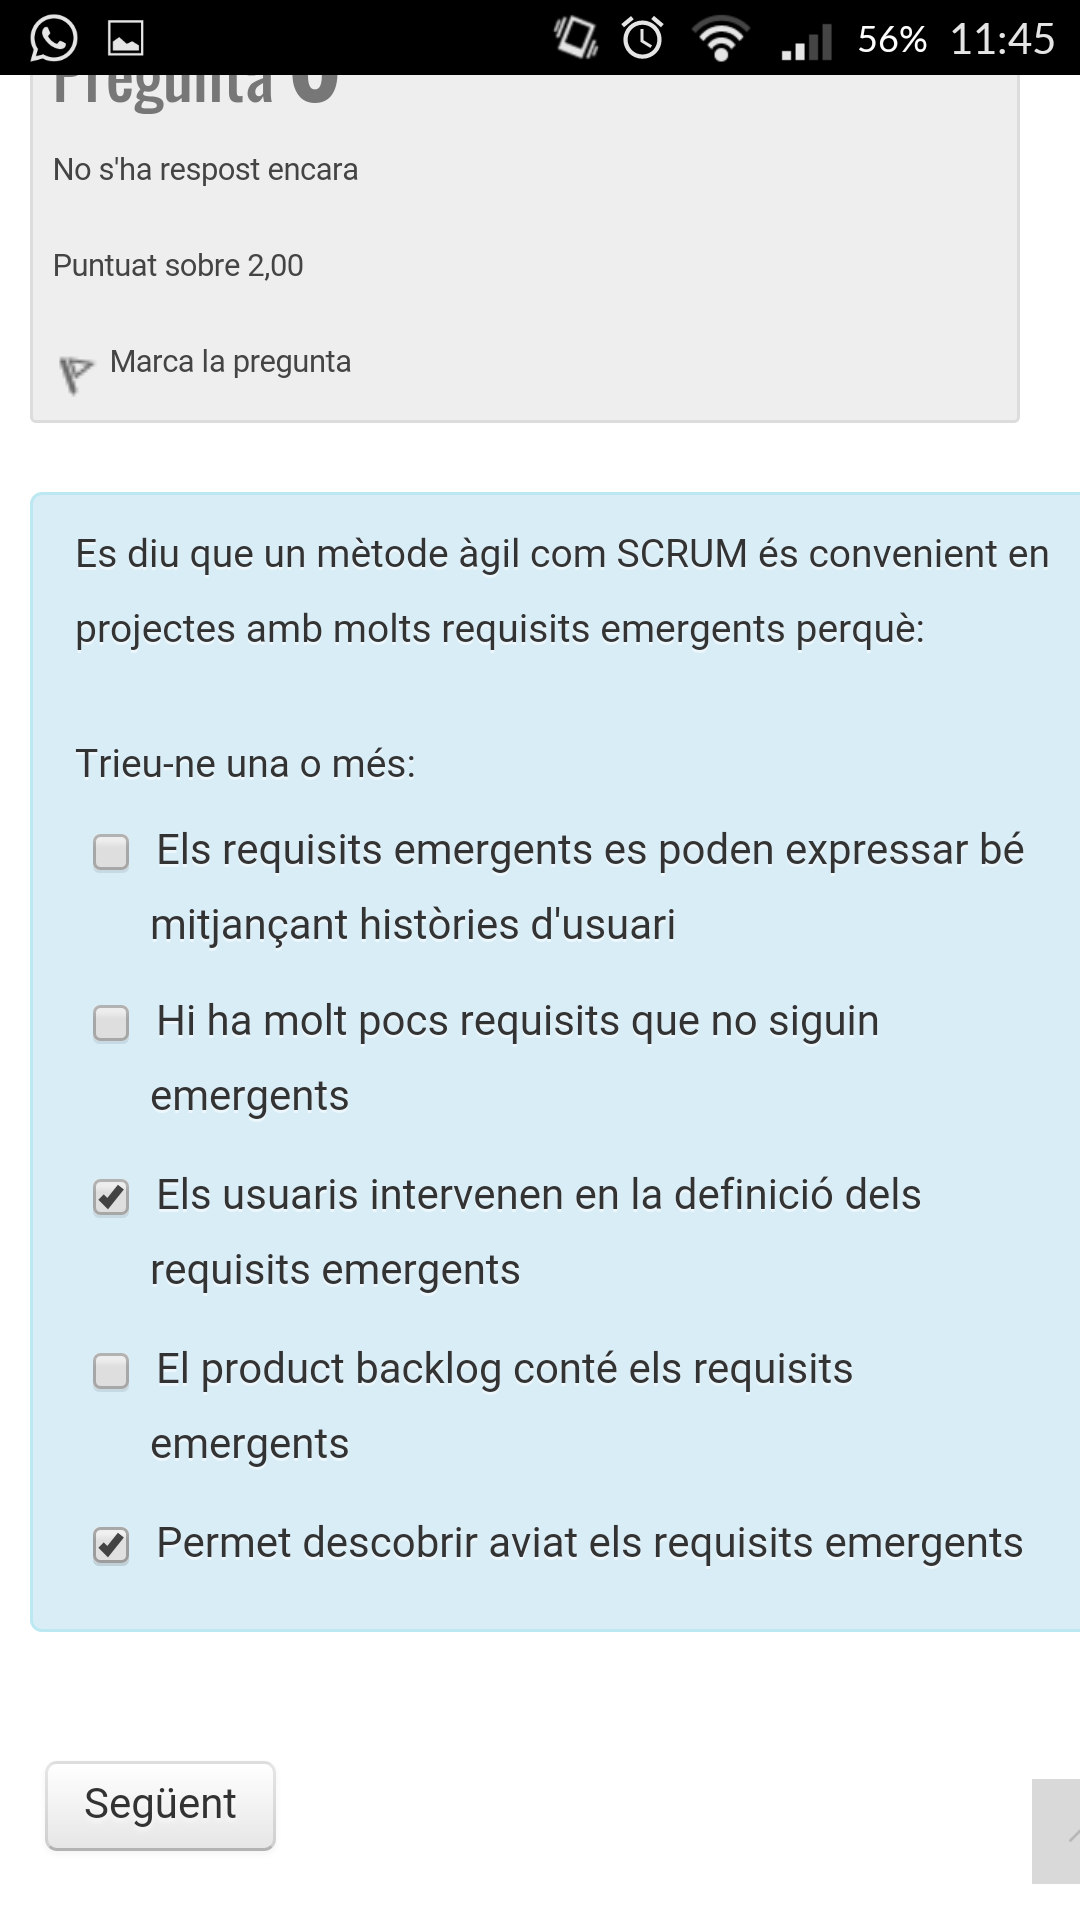 56% 11:45
Pregunta
No s'ha respost encara
Puntuat sobre 2,00
Marca la pregunta
Es diu que un mètode àgil com SCRUM és convenient en
projectes amb molts requisits emergents perquè:
Trieu-ne una o més:
Els requisits emergents es poden expressar bé
mitjançant històries d'usuari
Hi ha molt pocs requisits que no siguin
emergents
Els usuaris intervenen en la definició dels
requisits emergents
El product backlog conté els requisits
emergents
Permet descobrir aviat els requisits emergents
Següent